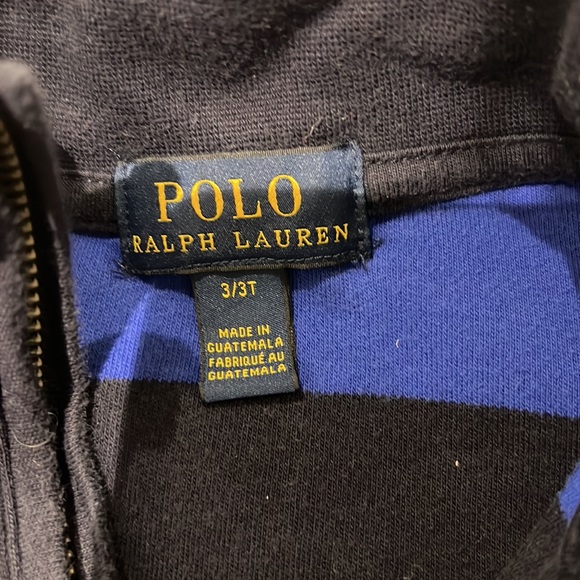 POLO
RALPH LAUREN
3/3T
MADE IN
GUATEMALA
FABRIQUÉ AU
GUATEMALA